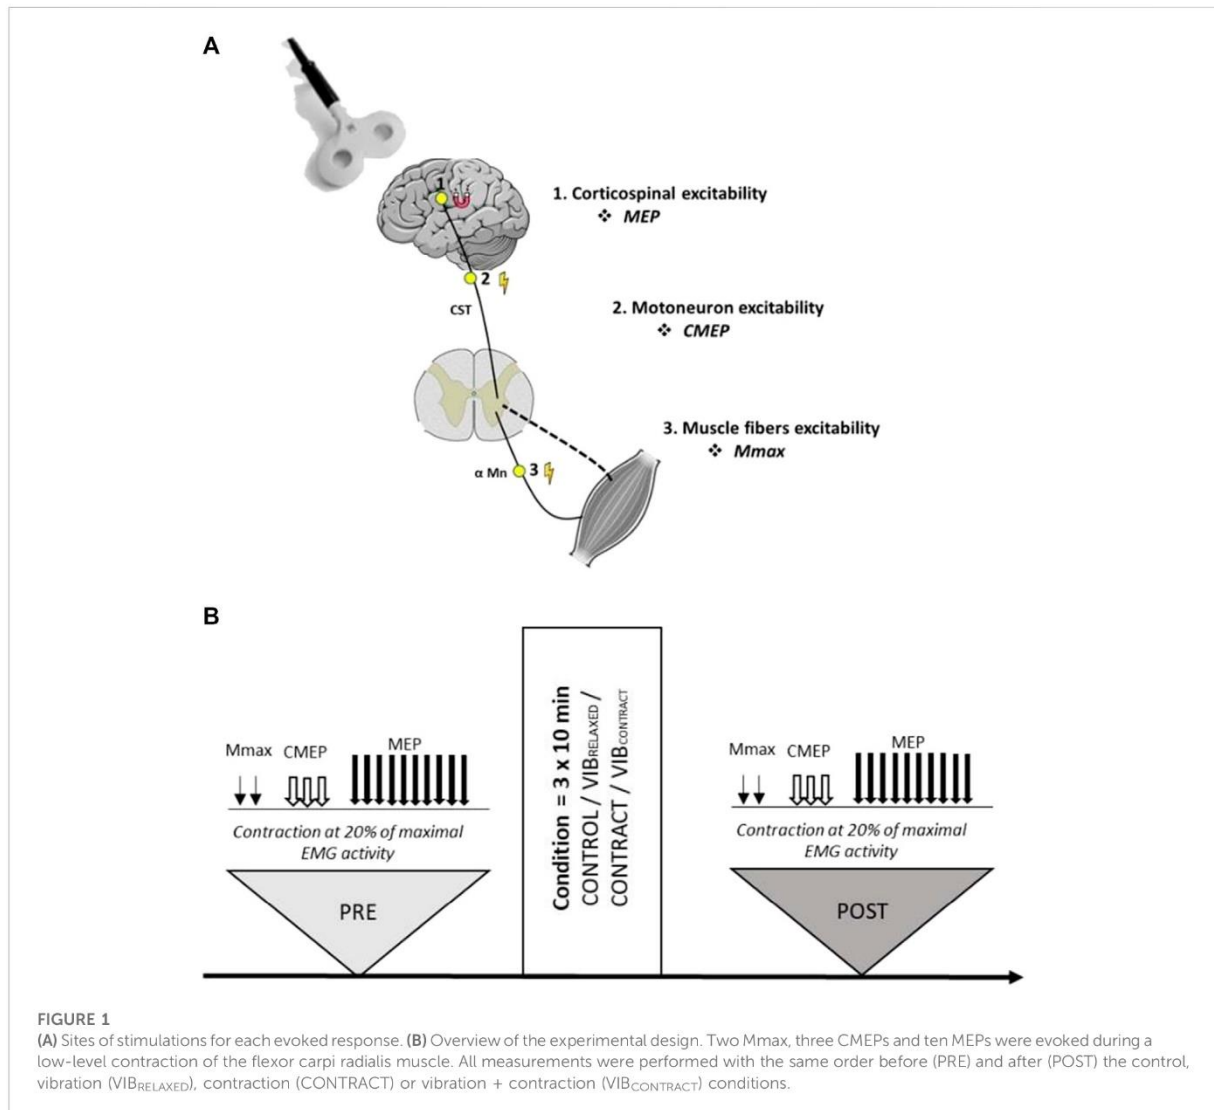 A
1
1. Corticospinal excitability
❖ MEP
2
CST
2. Motoneuron excitability
❖ CMEP
3. Muscle fibers excitability
❖ Mmax
α Mn
3
B
Mmax
CMEP
MEP
Contraction at 20% of maximal
EMG activity
PRE
Condition = 3 x 10 min
CONTROL / VIBRELAXED /
CONTRACT / VIBCONTRACT
Mmax
CMEP
MEP
Contraction at 20% of maximal
EMG activity
POST
FIGURE 1
(A) Sites of stimulations for each evoked response. (B) Overview of the experimental design. Two Mmax, three CMEPs and ten MEPs were evoked during a
low-level contraction of the flexor carpi radialis muscle. All measurements were performed with the same order before (PRE) and after (POST) the control,
vibration (VIBRELAXED), contraction (CONTRACT) or vibration + contraction (VIBCONTRACT) conditions.